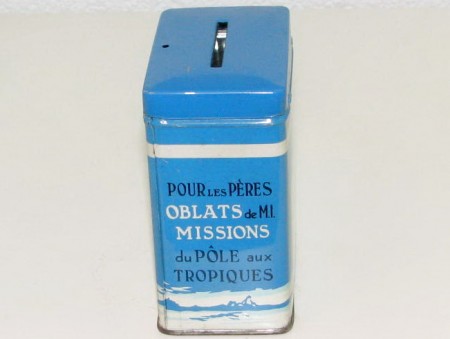 POUR LES PÈRES
OBLATS de M.I.
MISSIONS
du PÔLE aux
TROPIQUES